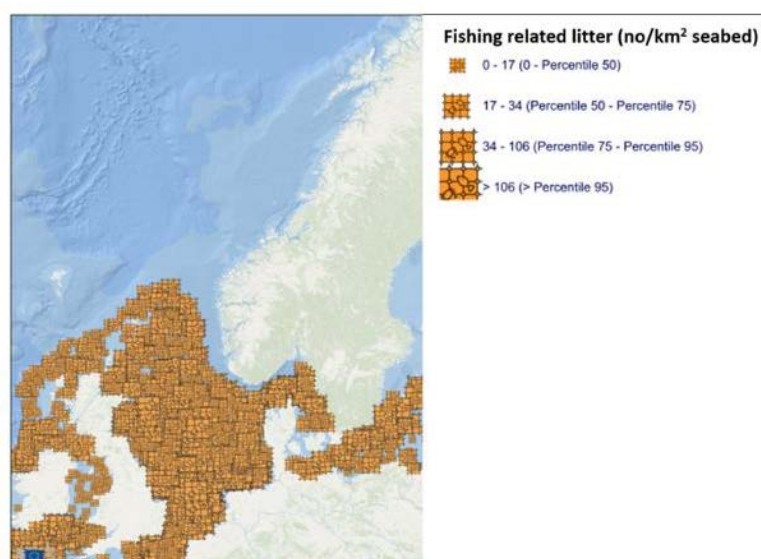 Fishing related litter (no/km² seabed)
0 - 17 (0 - Percentile 50)
17 - 34 (Percentile 50 - Percentile 75)
34 - 106 (Percentile 75 - Percentile 95)
> 106 (> Percentile 95)